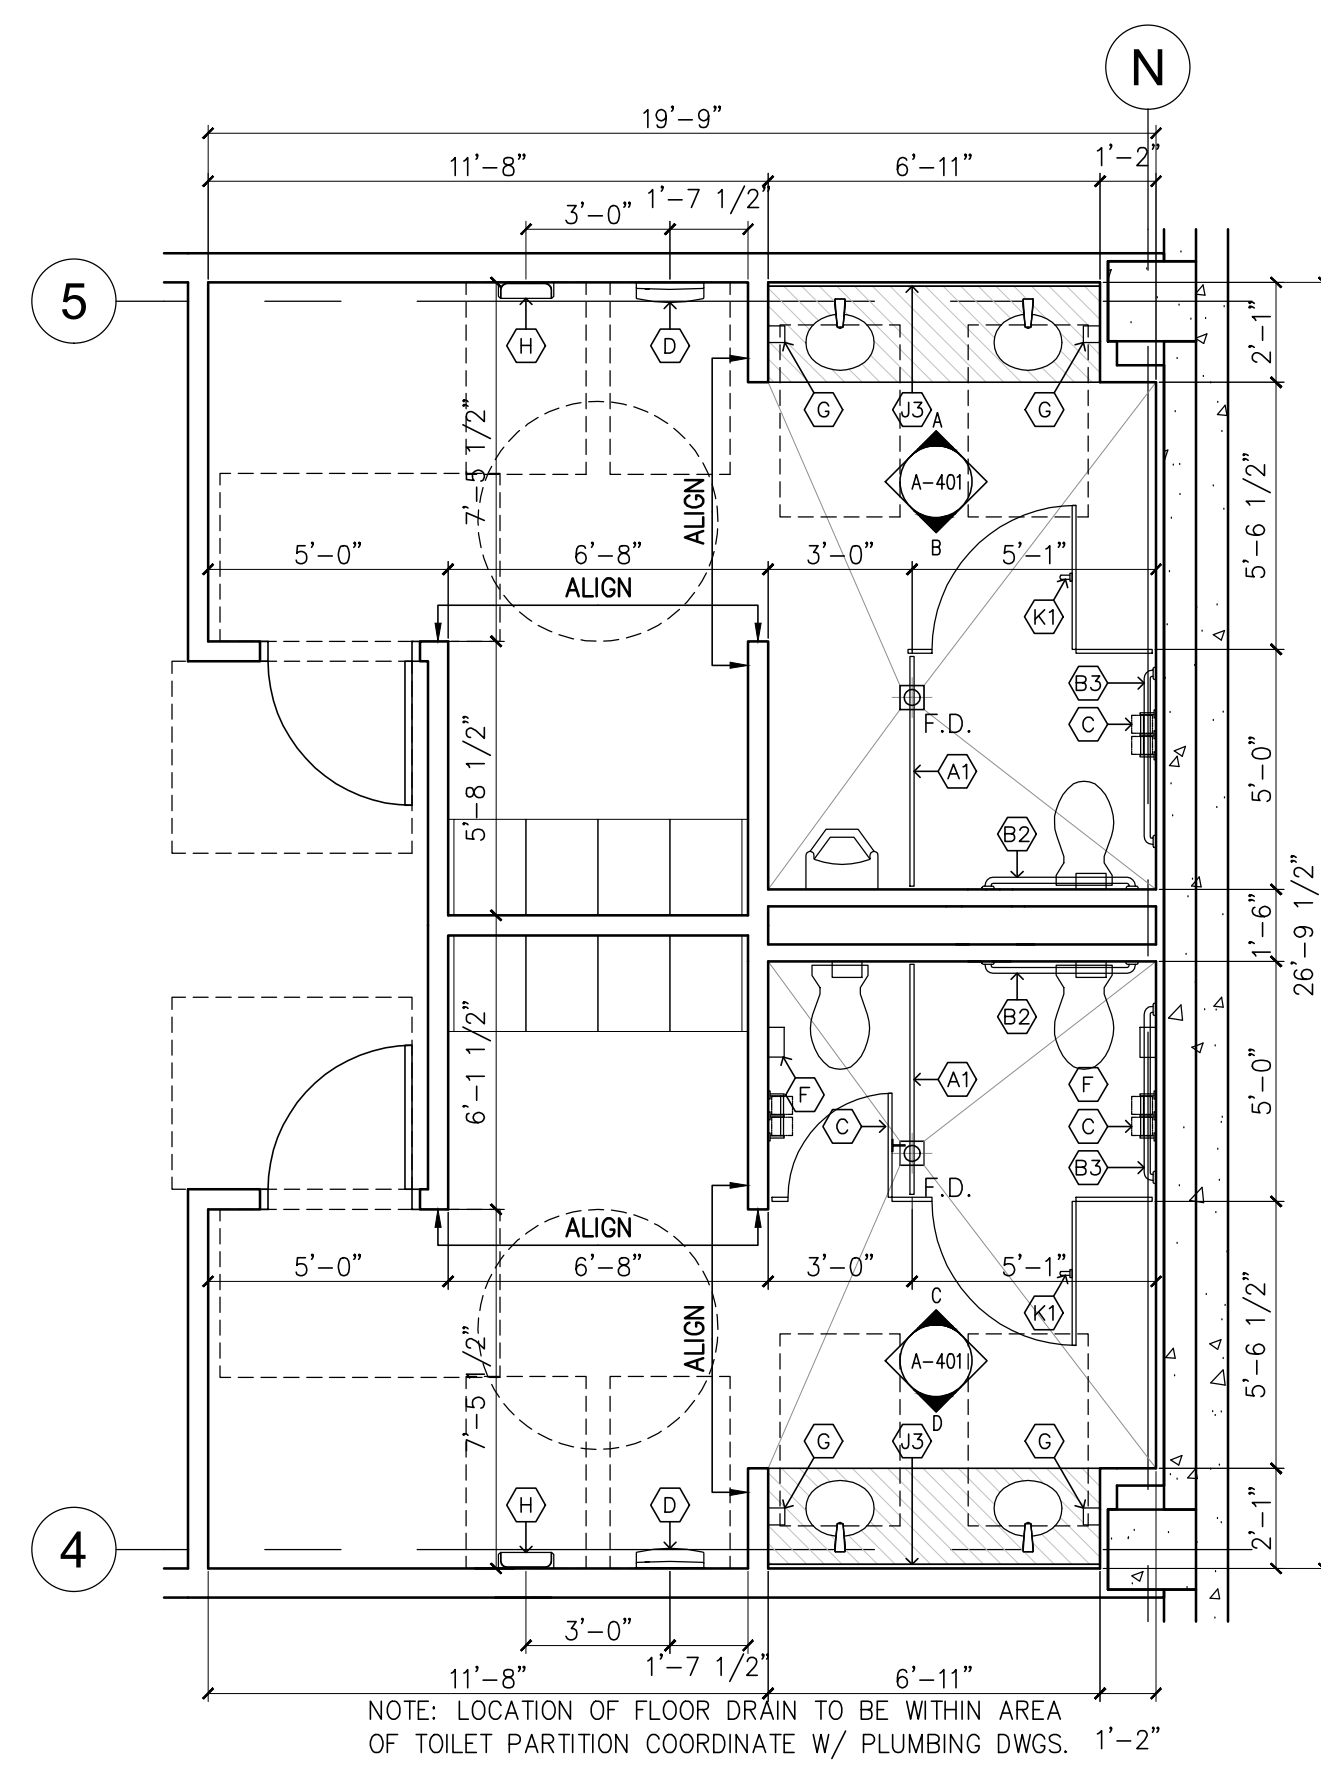 N
19'-9"
11'-8"
6'-11"
1'-2"
3'-0"
1'-7 1/2"
5
H
D
G
J3
G
2'-1"
A
A-401
B
7'-5 1/2"
ALIGN
5'-6 1/2"
5'-0"
6'-8"
3'-0"
5'-1"
ALIGN
K1
B3
C
F.D.
A1
5'-8 1/2"
5'-0"
B2
1'-6"
26'-9 1/2"
B2
6'-1 1/2"
F
A1
F
C
C
B3
5'-0"
F.D.
ALIGN
5'-0"
6'-8"
3'-0"
5'-1"
K1
C
A-401
D
ALIGN
7'-5 1/2"
5'-6 1/2"
G
J3
G
H
D
4
2'-1"
3'-0"
1'-7 1/2"
11'-8"
6'-11"
NOTE: LOCATION OF FLOOR DRAIN TO BE WITHIN AREA
OF TOILET PARTITION COORDINATE W/ PLUMBING DWGS.
1'-2"